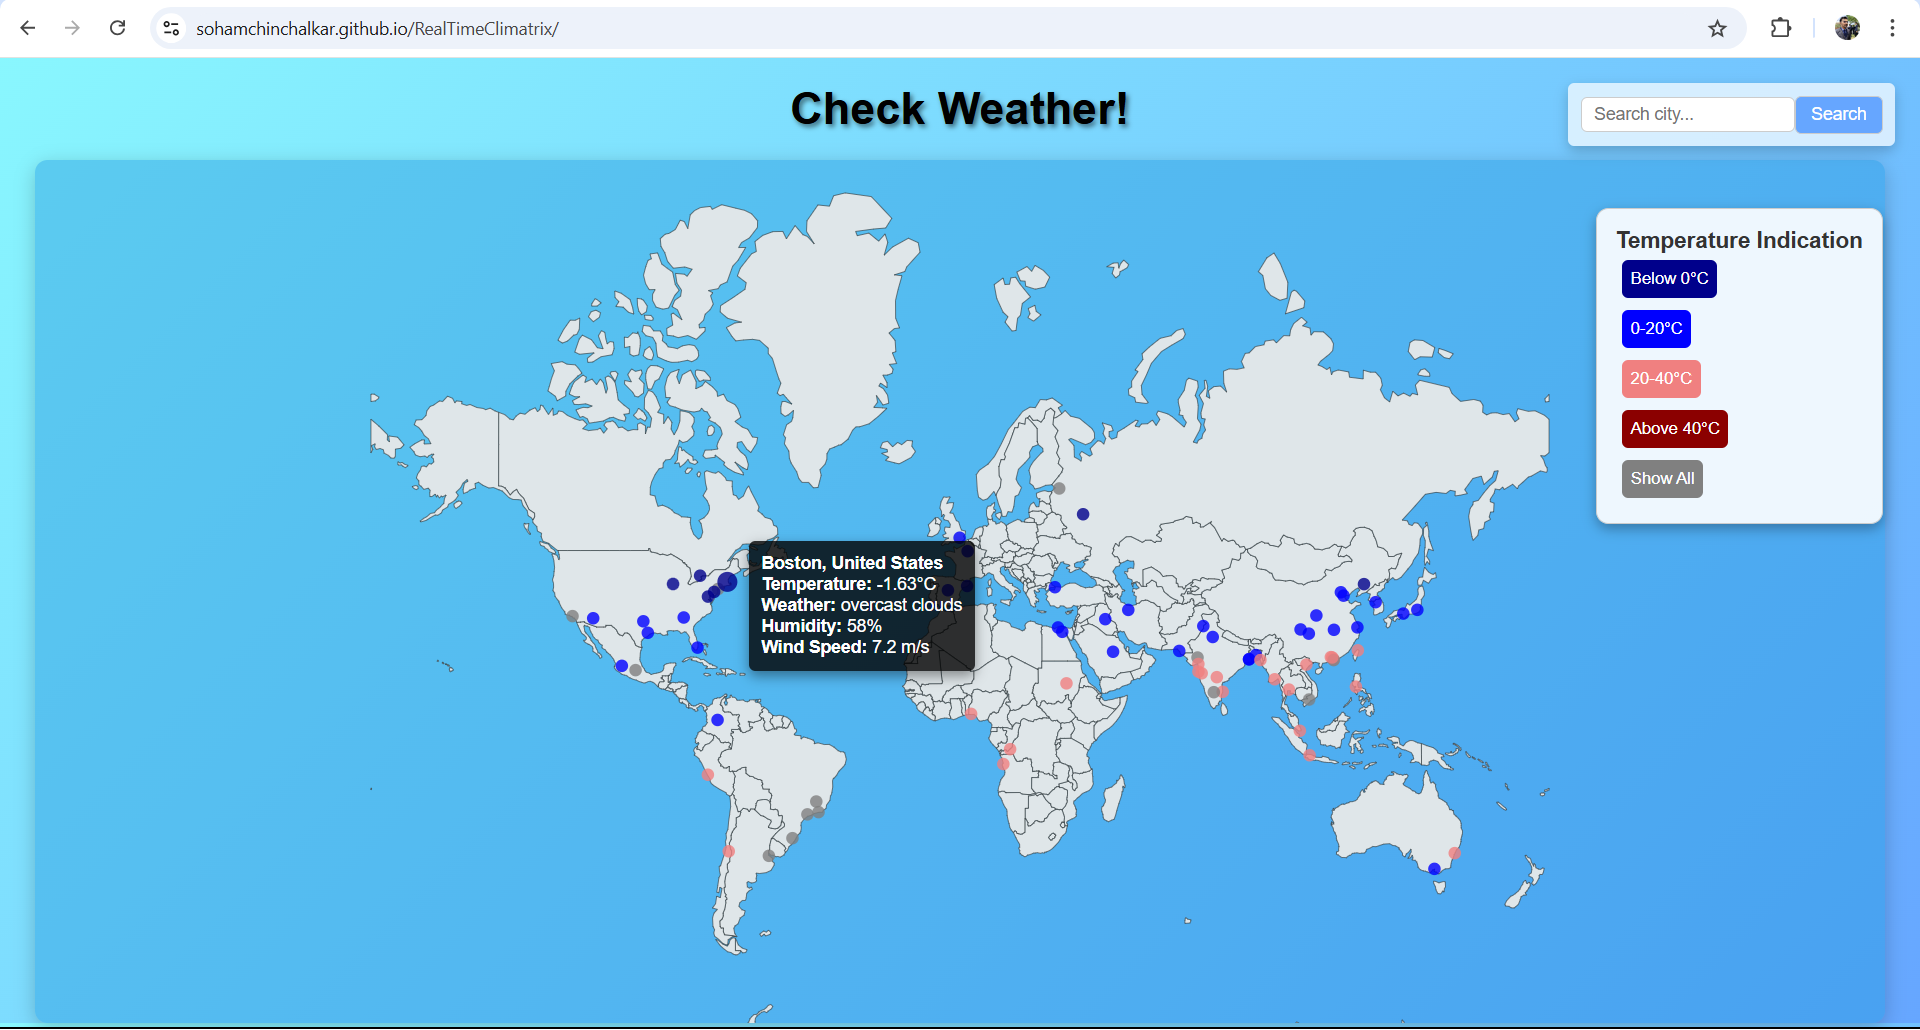 sohamchinchalkar.github.io/RealTimeClimatrix/
Check Weather!
Search city...
Search
Temperature Indication
Below 0°C
0-20°C
20-40°C
Above 40°C
Show All
Boston, United States
Temperature: -1.63°C
Weather: overcast clouds
Humidity: 58%
Wind Speed: 7.2 m/s